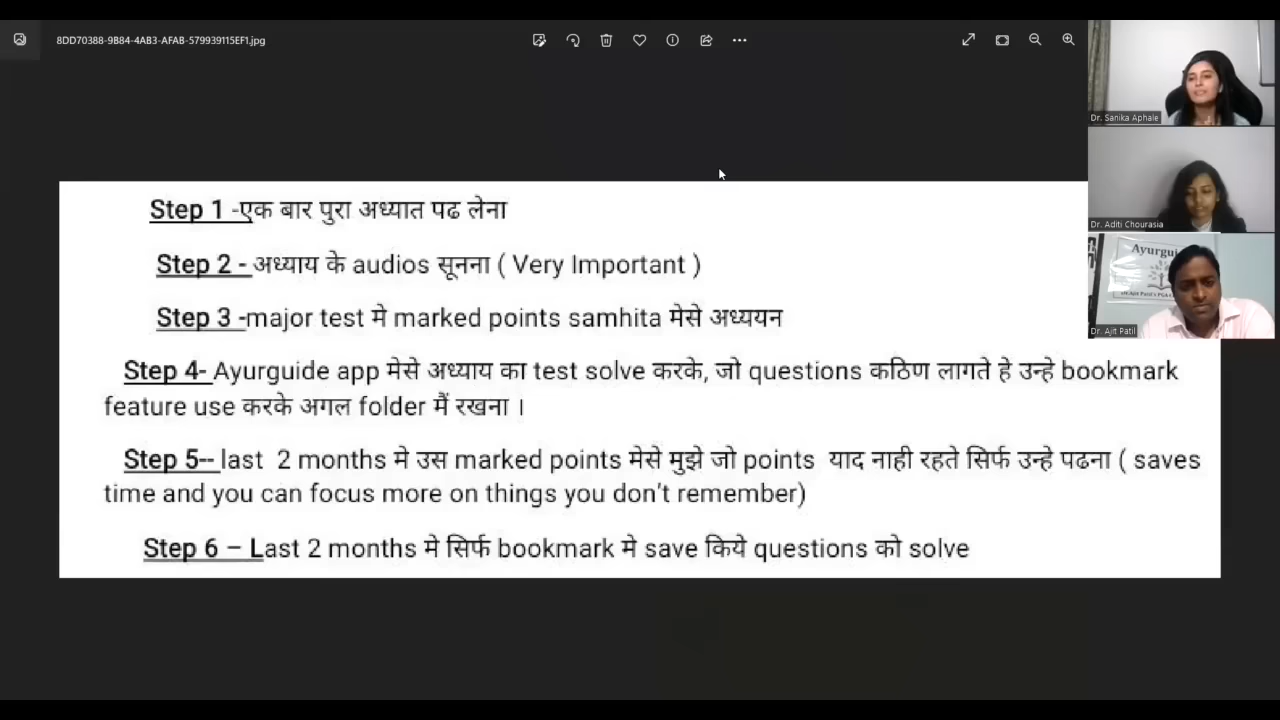 8DD70388-9B84-4AB3-AFAB-579939115EF1.jpg
Dr. Sanika Aphale
Dr. Aditi Chourasia
Ayurgui
Dr. Ajit Patil
Step 1 -एक बार पुरा अध्यात पढ लेना
Step 2 - अध्याय के audios सूनना ( Very Important )
Step 3 -major test मे marked points samhita मेसे अध्ययन
Step 4- Ayurguide app मेसे अध्याय का test solve करके, जो questions कठिण लागते हे उन्हे bookmark
feature use करके अगल folder मैं रखना ।
Step 5-- last 2 months मे उस marked points मेसे मुझे जो points याद नाही रहते सिर्फ उन्हे पढना ( saves
time and you can focus more on things you don't remember)
Step 6 – Last 2 months मे सिर्फ bookmark मे save किये questions को solve